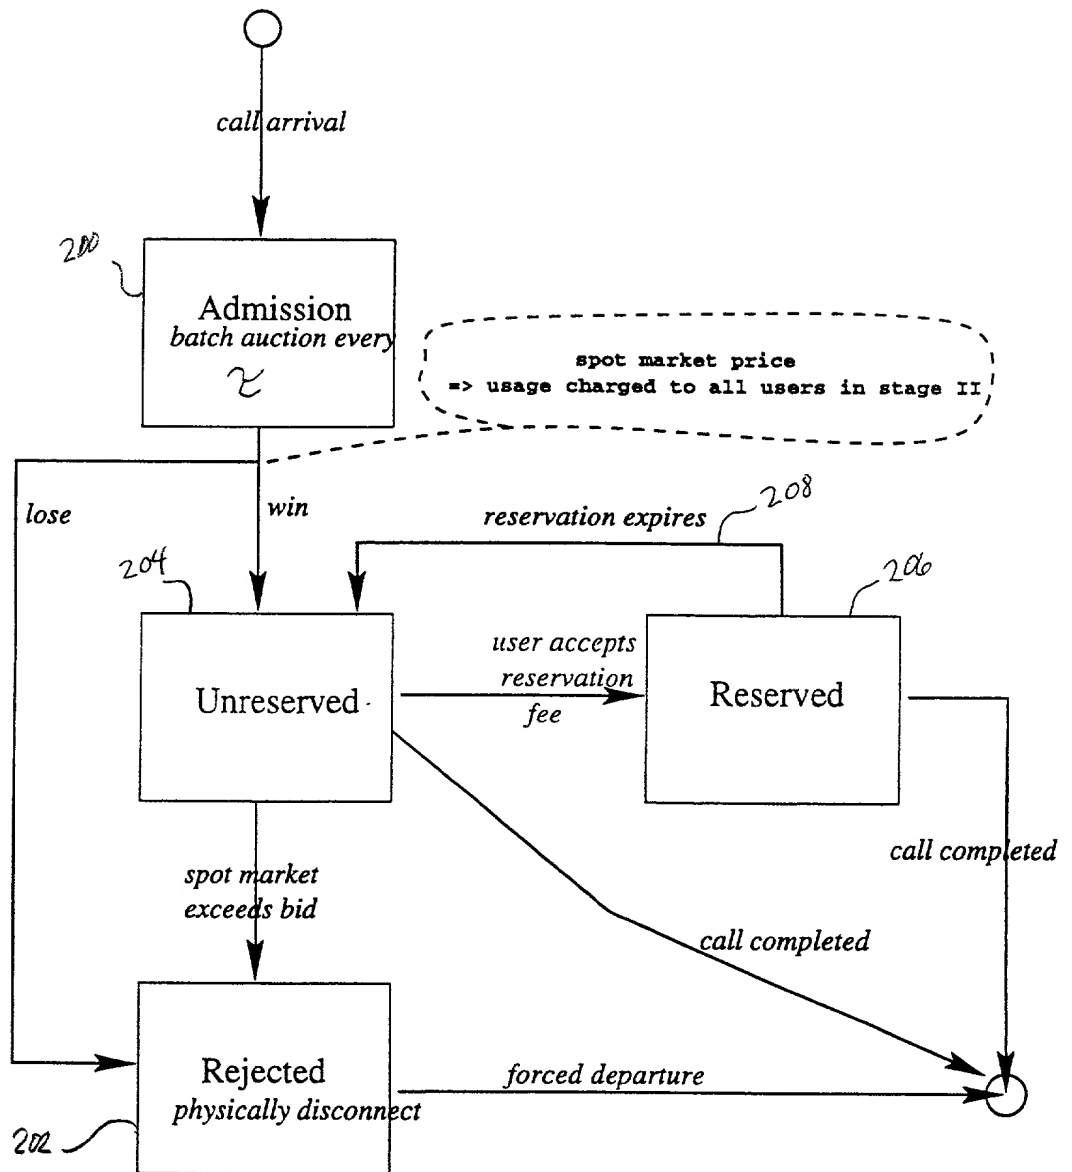 call arrival
200
Admission
batch auction every
τ
spot market price
=> usage charged to all users in stage II
lose
win
reservation expires
208
204
206
user accepts
reservation
fee
Unreserved
Reserved
call completed
spot market
exceeds bid
call completed
Rejected
physically disconnect
forced departure
202